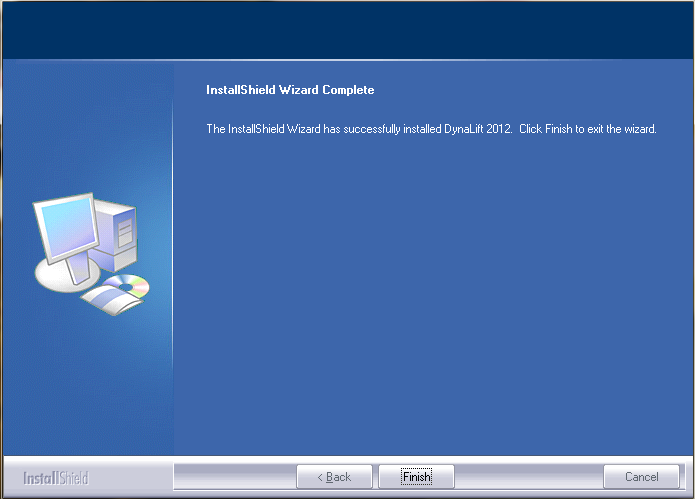 InstallShield Wizard Complete
The InstallShield Wizard has successfully installed DynaLift 2012.  Click Finish to exit the wizard.
InstallShield
< Back
Finish
Cancel